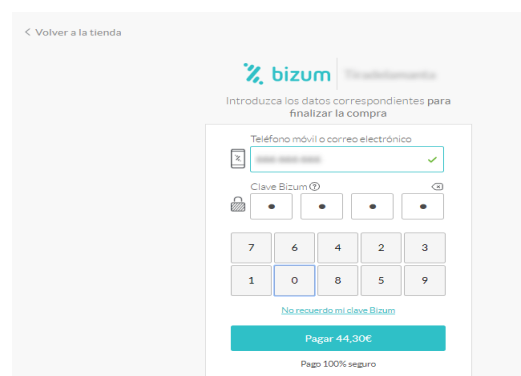 < Volver a la tienda
bizum
Introduzca los datos correspondientes para
finalizar la compra
Teléfono móvil o correo electrónico
Clave Bizum ?
7 6 4 2 3
1 0 8 5 9
No recuerdo mi clave Bizum
Pagar 44,30€
Pago 100% seguro